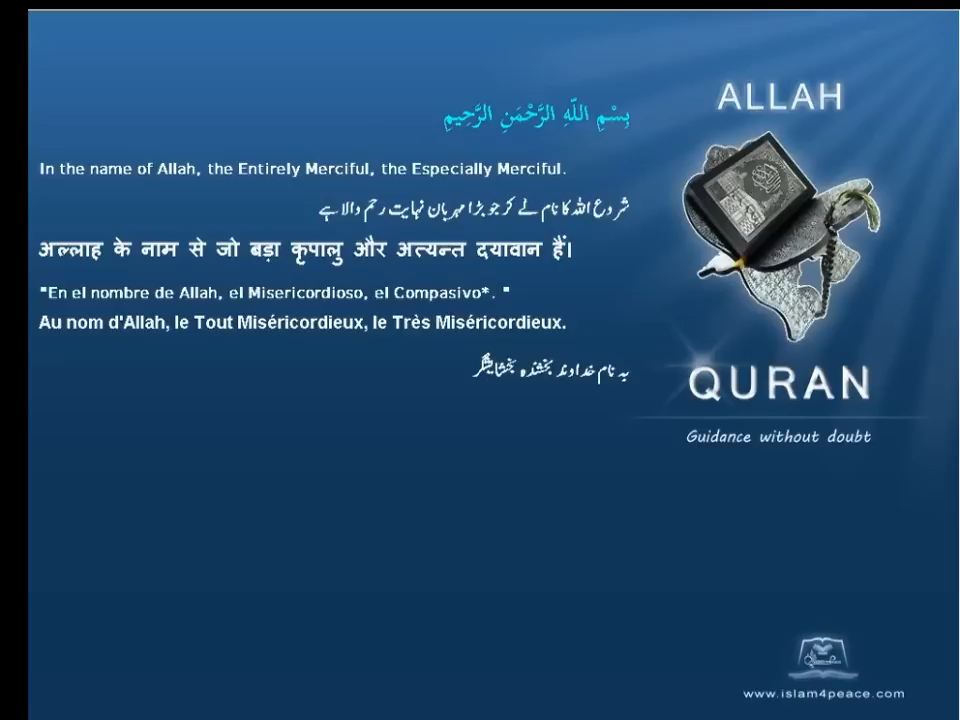 بِسْمِ اللَّهِ الرَّحْمَنِ الرَّحِيمِ
In the name of Allah, the Entirely Merciful, the Especially Merciful.
شروع الله کا نام لے کر جو بڑا مہربان نہایت رحم والا ہے
अल्लाह के नाम से जो बड़ा कृपालु और अत्यन्त दयावान हैं।
"En el nombre de Allah, el Misericordioso, el Compasivo*. "
Au nom d'Allah, le Tout Miséricordieux, le Très Miséricordieux.
به نام خداوند بخشنده بخشایشگر
ALLAH
QURAN
Guidance without doubt
www.islam4peace.com